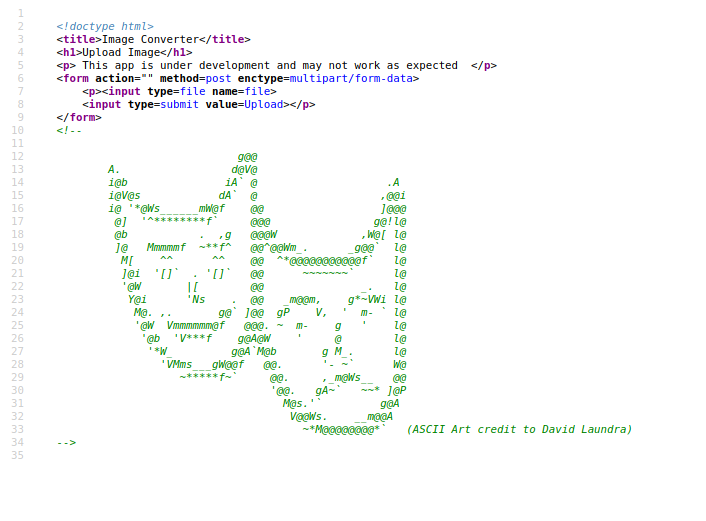 1
2 <!doctype html>
3 <title>Image Converter</title>
4 <h1>Upload Image</h1>
5 <p> This app is under development and may not work as expected  </p>
6 <form action="" method=post enctype=multipart/form-data>
7     <p><input type=file name=file>
8     <input type=submit value=Upload></p>
9 </form>
10 <!--
11
12                             g@@
13         A.                 d@V@
14         i@b               iA` @                    .A
15         i@V@s            dA`  @                   ,@@i
16         i@ '*@Ws______mW@f    @@                  ]@@@
17          @]  '^********f`     @@@                g@!l@
18          @b           .  ,g   @@@W             ,W@[ l@
19          ]@   Mmmmmf  ~**f^   @@^@@Wm_.      _g@@`  l@
20           M[    ^^      ^^    @@  ^*@@@@@@@@@@@f`   l@
21           ]@i  '[]`  . '[]`   @@      ~~~~~~~`      l@
22           '@W       |[        @@               _.   l@
23            Y@i      'Ns    .  @@   _m@@m,    g*~VWi l@
24             M@. ,.       g@` ]@@  gP    V,  '  m- ` l@
25             '@W  Vmmmmmm@f   @@@. ~  m-    g   '    l@
26              '@b  'V***f    g@A@W    '     @        l@
27               '*W_         g@A`M@b       g M_.      l@
28                 'VMms___gW@@f   @@.      '- ~`      W@
29                    ~*****f~`     @@.     ,_m@Ws__   @@
30                                  '@@.   gA~`   ~~* ]@P
31                                    M@s.'`         g@A
32                                     V@@Ws.    __m@@A
33                                       ~*M@@@@@@@@*`   (ASCII Art credit to David Laundra)
34 -->
35